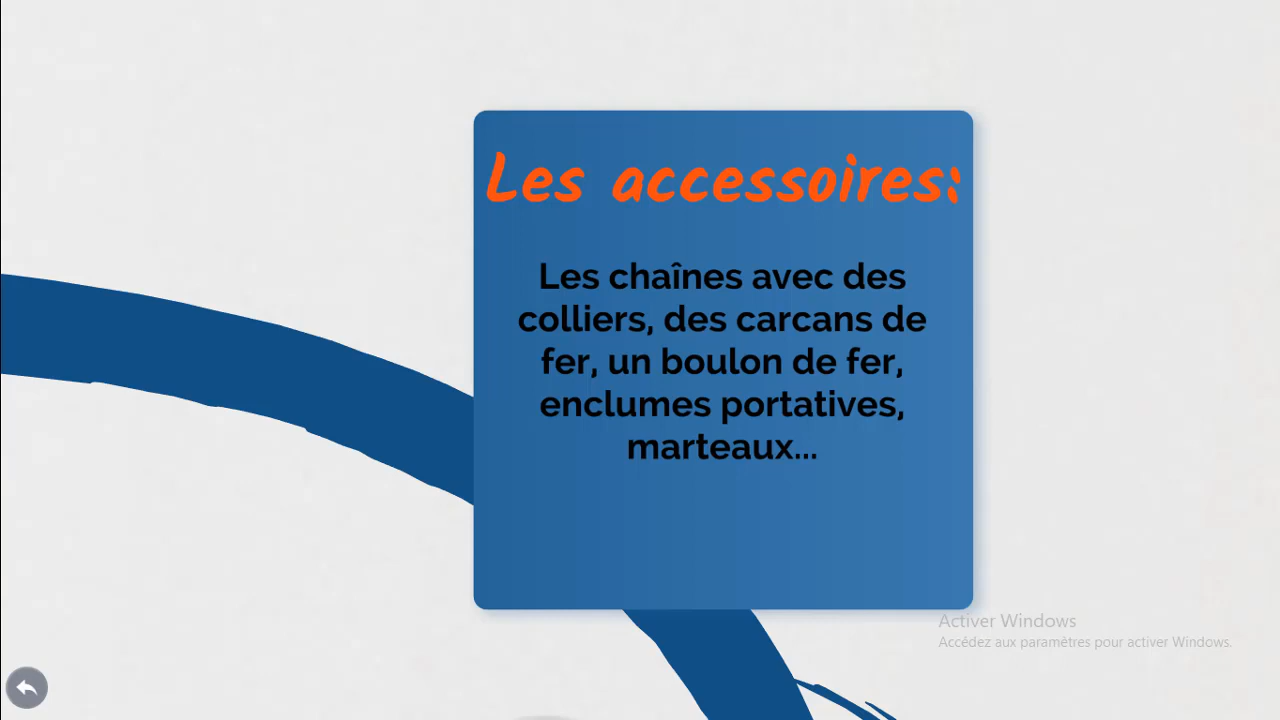 Les accessoires:
Les chaînes avec des
colliers, des carcans de
fer, un boulon de fer,
enclumes portatives,
marteaux...
Activer Windows
Accédez aux paramètres pour activer Windows.